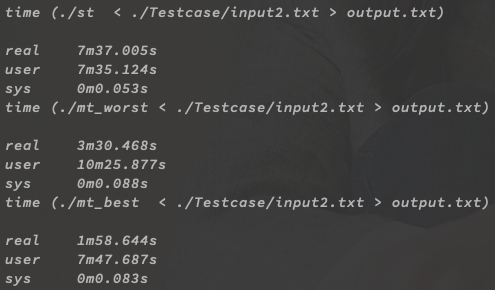 time (./st  < ./Testcase/input2.txt > output.txt)
real    7m37.005s
user    7m35.124s
sys     0m0.053s
time (./mt_worst < ./Testcase/input2.txt > output.txt)
real    3m30.468s
user    10m25.877s
sys     0m0.088s
time (./mt_best  < ./Testcase/input2.txt > output.txt)
real    1m58.644s
user    7m47.687s
sys     0m0.083s